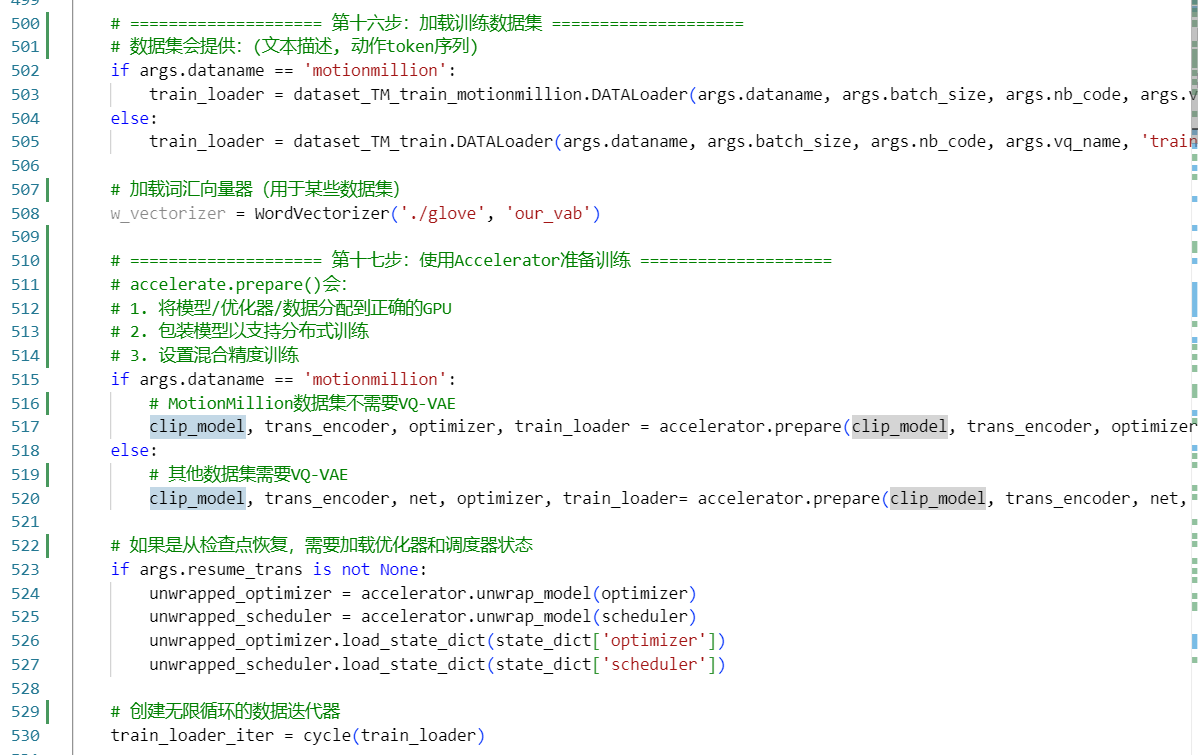 499
500 # ==================== 第十六步：加载训练数据集 ====================
501 # 数据集会提供：(文本描述, 动作token序列)
502 if args.dataname == 'motionmillion':
503     train_loader = dataset_TM_train_motionmillion.DATALoader(args.dataname, args.batch_size, args.nb_code, args.v
504 else:
505     train_loader = dataset_TM_train.DATALoader(args.dataname, args.batch_size, args.nb_code, args.vq_name, 'train
506
507 # 加载词汇向量器（用于某些数据集）
508 w_vectorizer = WordVectorizer('./glove', 'our_vab')
509
510 # ==================== 第十七步：使用Accelerator准备训练 ====================
511 # accelerate.prepare()会：
512 # 1. 将模型/优化器/数据分配到正确的GPU
513 # 2. 包装模型以支持分布式训练
514 # 3. 设置混合精度训练
515 if args.dataname == 'motionmillion':
516     # MotionMillion数据集不需要VQ-VAE
517     clip_model, trans_encoder, optimizer, train_loader = accelerator.prepare(clip_model, trans_encoder, optimizer
518 else:
519     # 其他数据集需要VQ-VAE
520     clip_model, trans_encoder, net, optimizer, train_loader= accelerator.prepare(clip_model, trans_encoder, net,
521
522 # 如果是从检查点恢复，需要加载优化器和调度器状态
523 if args.resume_trans is not None:
524     unwrapped_optimizer = accelerator.unwrap_model(optimizer)
525     unwrapped_scheduler = accelerator.unwrap_model(scheduler)
526     unwrapped_optimizer.load_state_dict(state_dict['optimizer'])
527     unwrapped_scheduler.load_state_dict(state_dict['scheduler'])
528
529 # 创建无限循环的数据迭代器
530 train_loader_iter = cycle(train_loader)